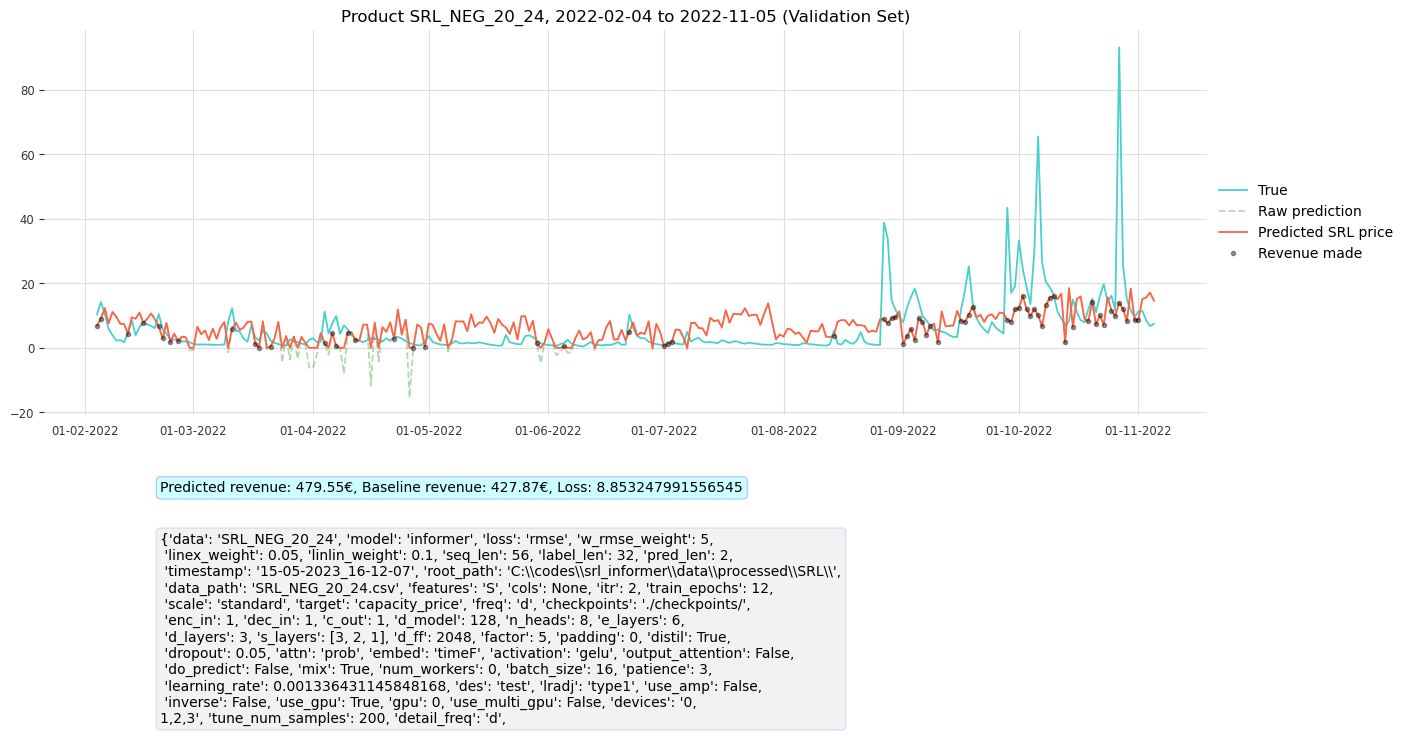 Product SRL_NEG_20_24, 2022-02-04 to 2022-11-05 (Validation Set)
80
60
40
20
0
−20
01-02-2022 01-03-2022 01-04-2022 01-05-2022 01-06-2022 01-07-2022 01-08-2022 01-09-2022 01-10-2022 01-11-2022
True
Raw prediction
Predicted SRL price
Revenue made
Predicted revenue: 479.55€, Baseline revenue: 427.87€, Loss: 8.853247991556545
{'data': 'SRL_NEG_20_24', 'model': 'informer', 'loss': 'rmse', 'w_rmse_weight': 5,
'linex_weight': 0.05, 'linlin_weight': 0.1, 'seq_len': 56, 'label_len': 32, 'pred_len': 2,
'timestamp': '15-05-2023_16-12-07', 'root_path': 'C:\\codes\\srl_informer\\data\\processed\\SRL\\',
'data_path': 'SRL_NEG_20_24.csv', 'features': 'S', 'cols': None, 'itr': 2, 'train_epochs': 12,
'scale': 'standard', 'target': 'capacity_price', 'freq': 'd', 'checkpoints': './checkpoints/',
'enc_in': 1, 'dec_in': 1, 'c_out': 1, 'd_model': 128, 'n_heads': 8, 'e_layers': 6,
'd_layers': 3, 's_layers': [3, 2, 1], 'd_ff': 2048, 'factor': 5, 'padding': 0, 'distil': True,
'dropout': 0.05, 'attn': 'prob', 'embed': 'timeF', 'activation': 'gelu', 'output_attention': False,
'do_predict': False, 'mix': True, 'num_workers': 0, 'batch_size': 16, 'patience': 3,
'learning_rate': 0.001336431145848168, 'des': 'test', 'lradj': 'type1', 'use_amp': False,
'inverse': False, 'use_gpu': True, 'gpu': 0, 'use_multi_gpu': False, 'devices': '0,
1,2,3', 'tune_num_samples': 200, 'detail_freq': 'd',